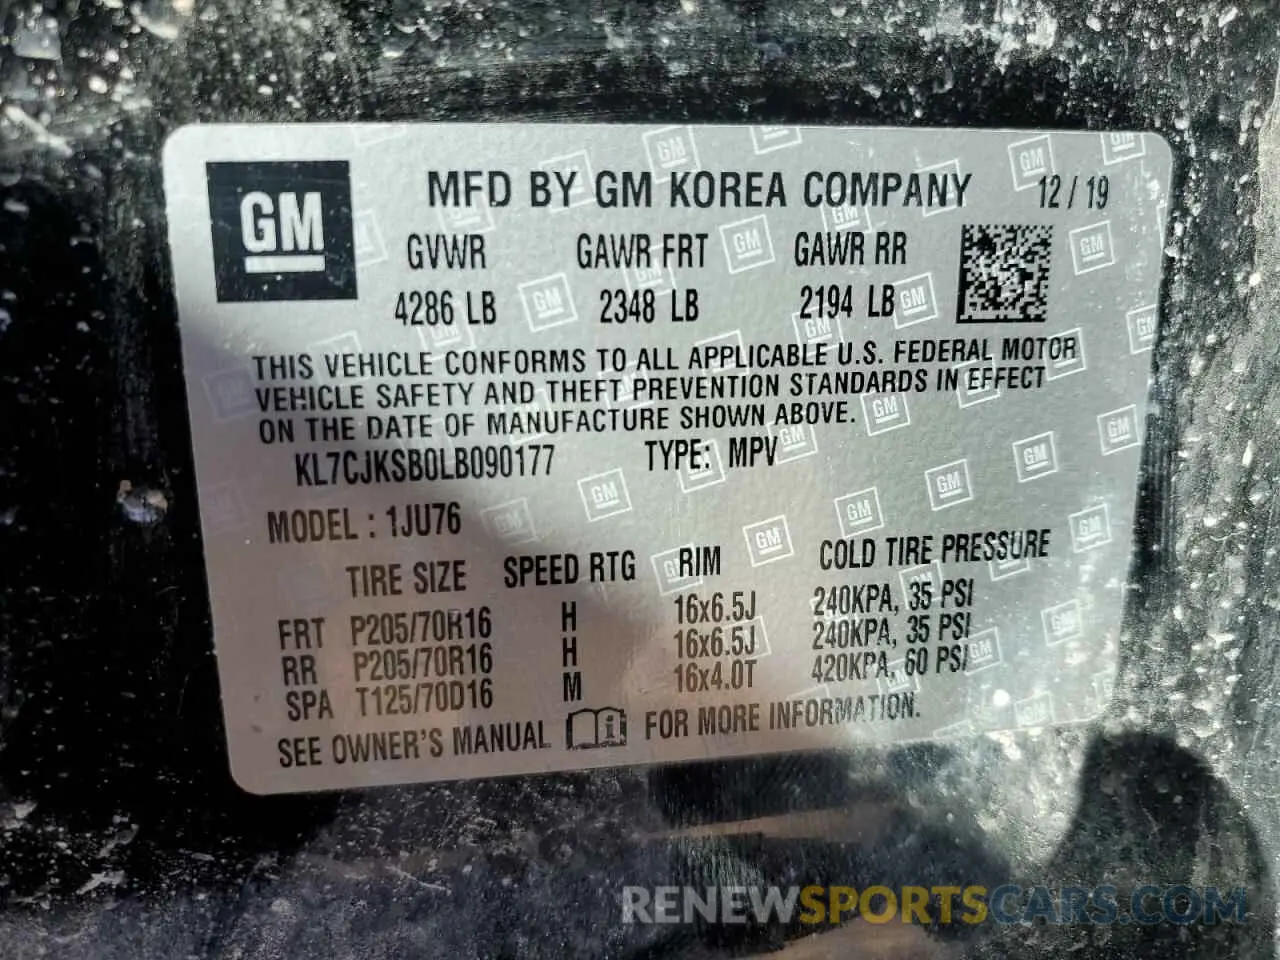 GM
MFD BY GM KOREA COMPANY 12 / 19
GVWR GAWR FRT GAWR RR
4286 LB 2348 LB 2194 LB
THIS VEHICLE CONFORMS TO ALL APPLICABLE U.S. FEDERAL MOTOR
VEHICLE SAFETY AND THEFT PREVENTION STANDARDS IN EFFECT
ON THE DATE OF MANUFACTURE SHOWN ABOVE.
KL7CJKSB0LB090177 TYPE: MPV
MODEL : 1JU76
TIRE SIZE SPEED RTG RIM COLD TIRE PRESSURE
FRT P205/70R16 H 16x6.5J 240KPA, 35 PSI
RR P205/70R16 H 16x6.5J 240KPA, 35 PSI
SPA T125/70D16 M 16x4.0T 420KPA, 60 PSI
SEE OWNER'S MANUAL i FOR MORE INFORMATION.
RENEWSPORTSCARS.COM